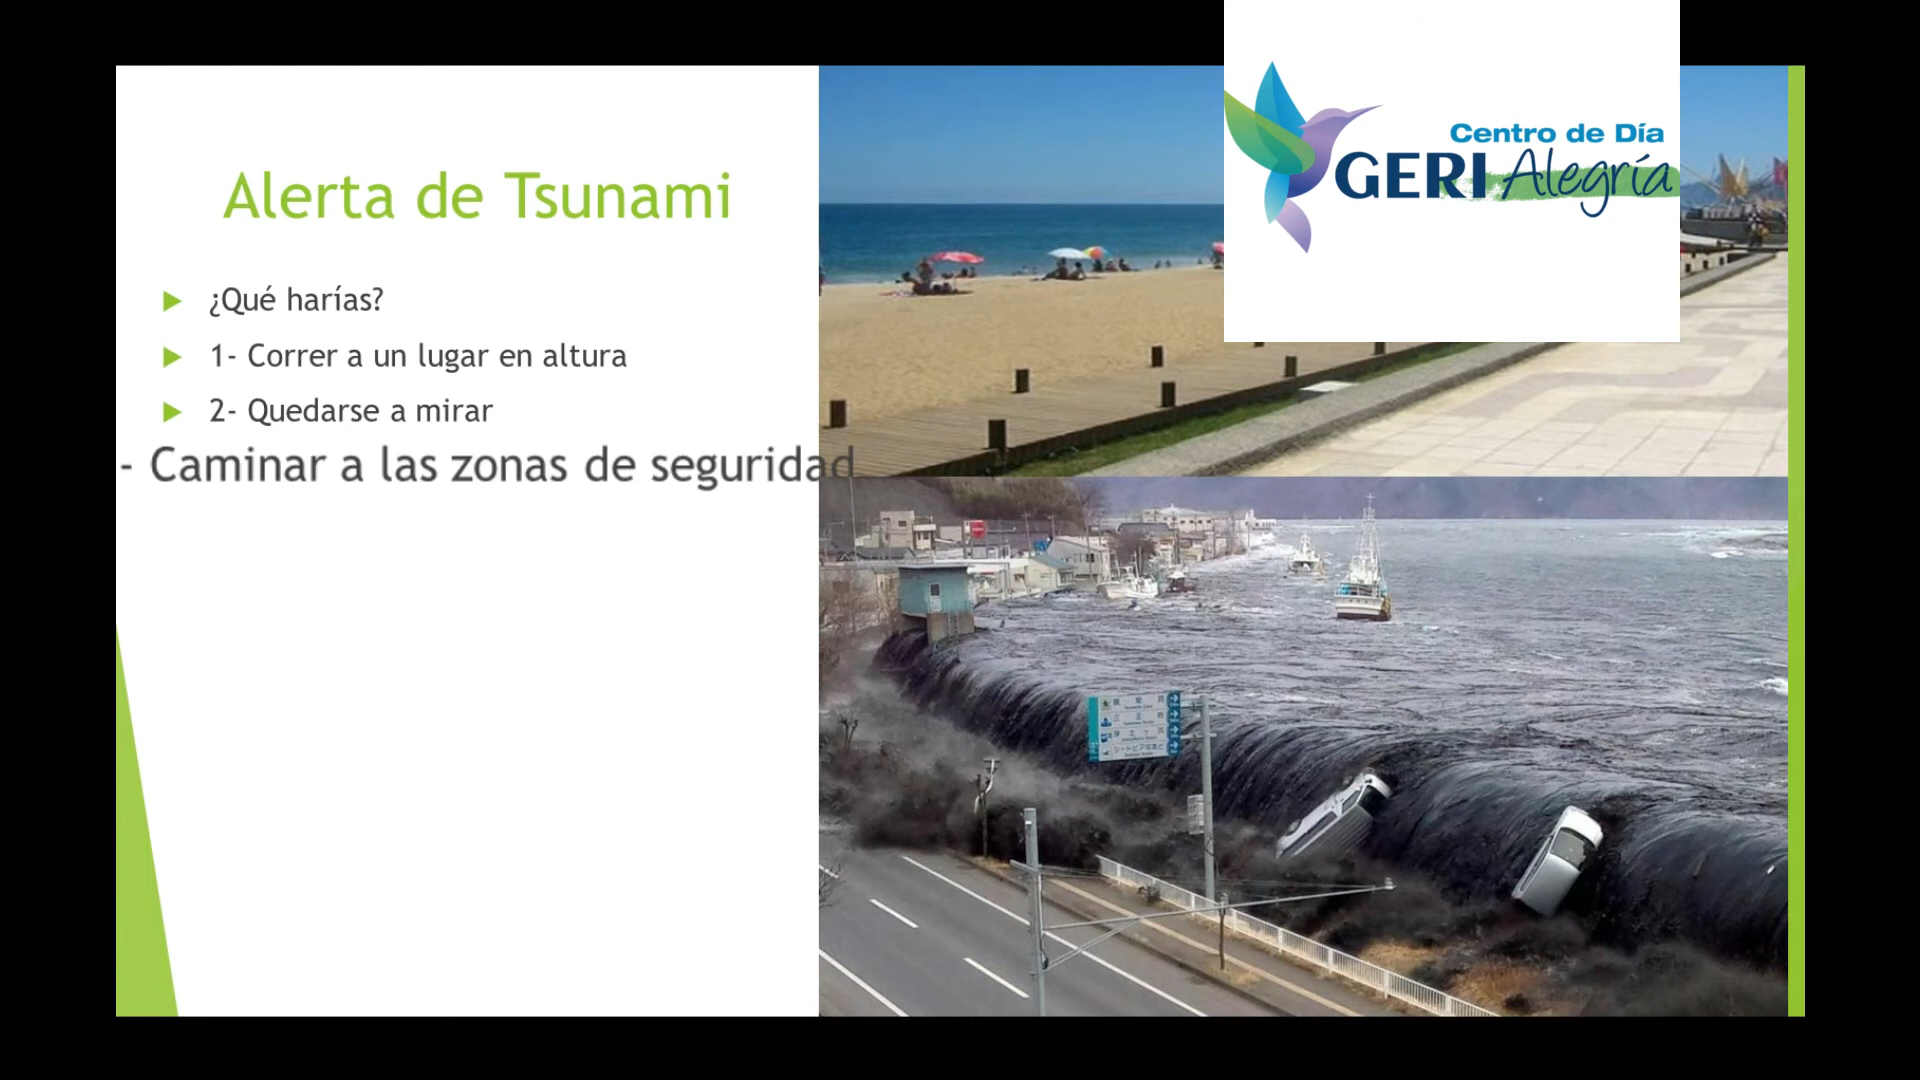 Centro de Día
GERI Alegría
Alerta de Tsunami
¿Qué harías?
1- Correr a un lugar en altura
2- Quedarse a mirar
- Caminar a las zonas de seguridad